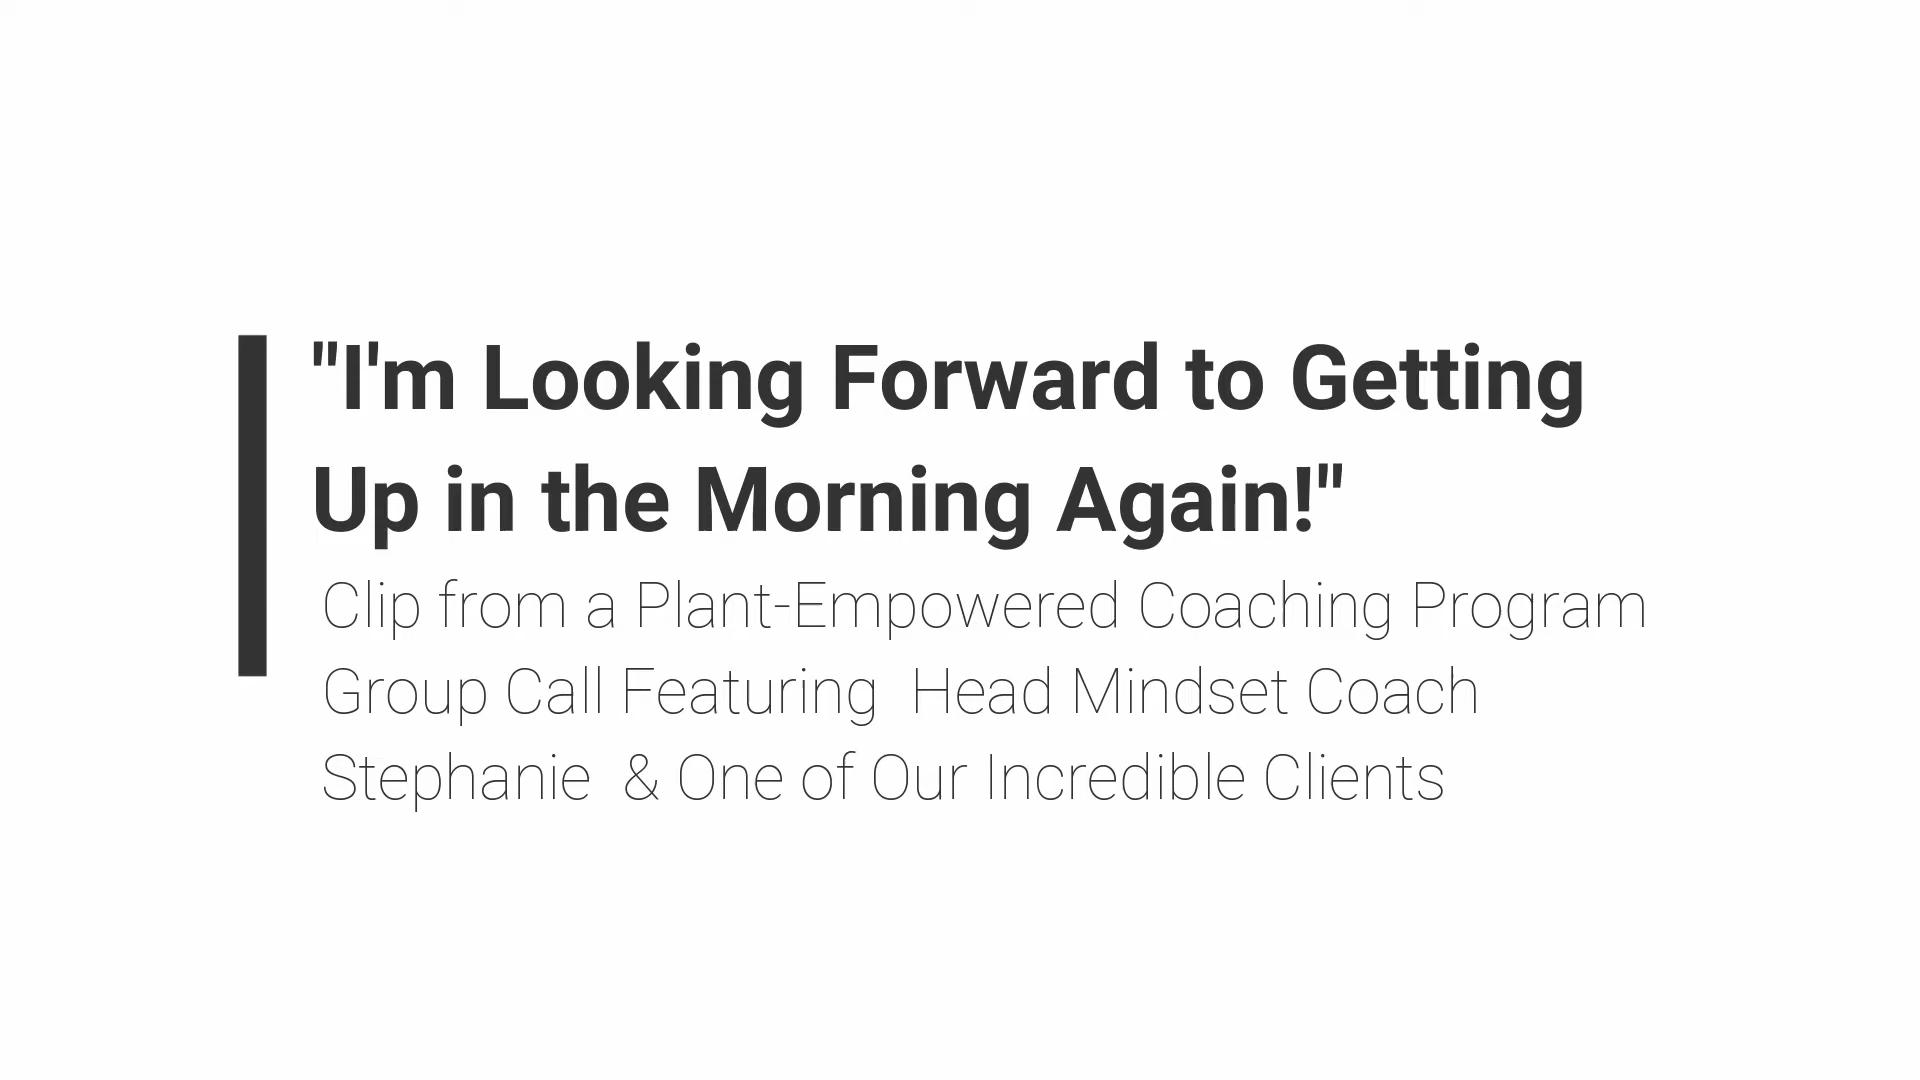 "I'm Looking Forward to Getting
Up in the Morning Again!"
Clip from a Plant-Empowered Coaching Program
Group Call Featuring  Head Mindset Coach
Stephanie  & One of Our Incredible Clients